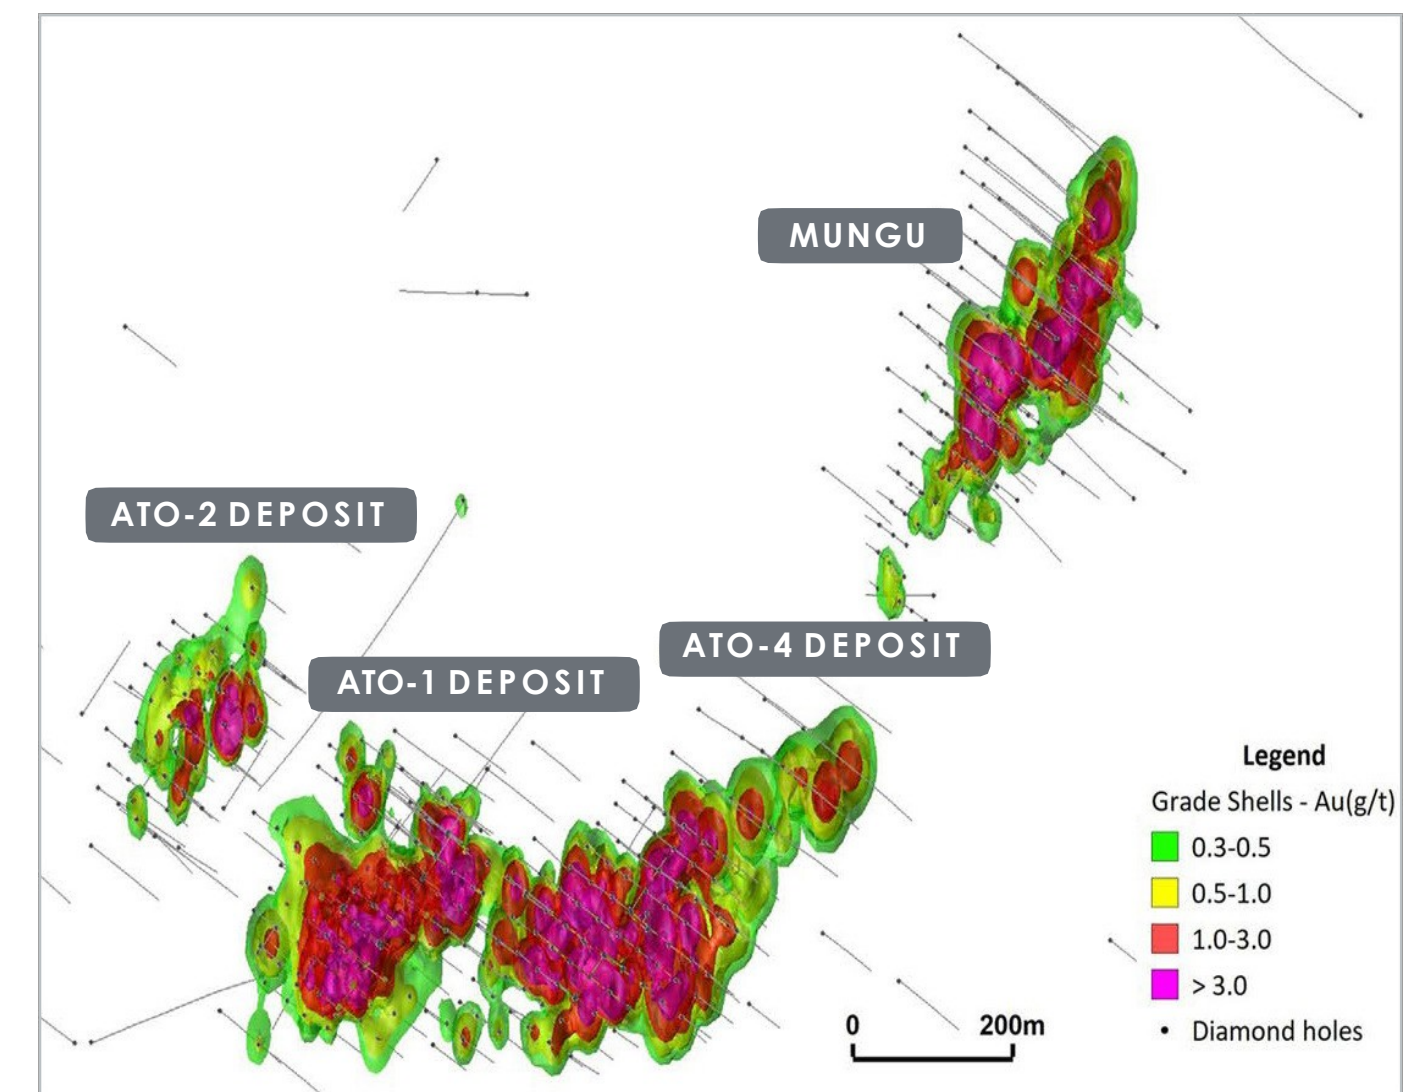 MUNGU
ATO-2 DEPOSIT
ATO-4 DEPOSIT
ATO-1 DEPOSIT
Legend
Grade Shells - Au(g/t)
0.3-0.5
0.5-1.0
1.0-3.0
> 3.0
Diamond holes
0 200m